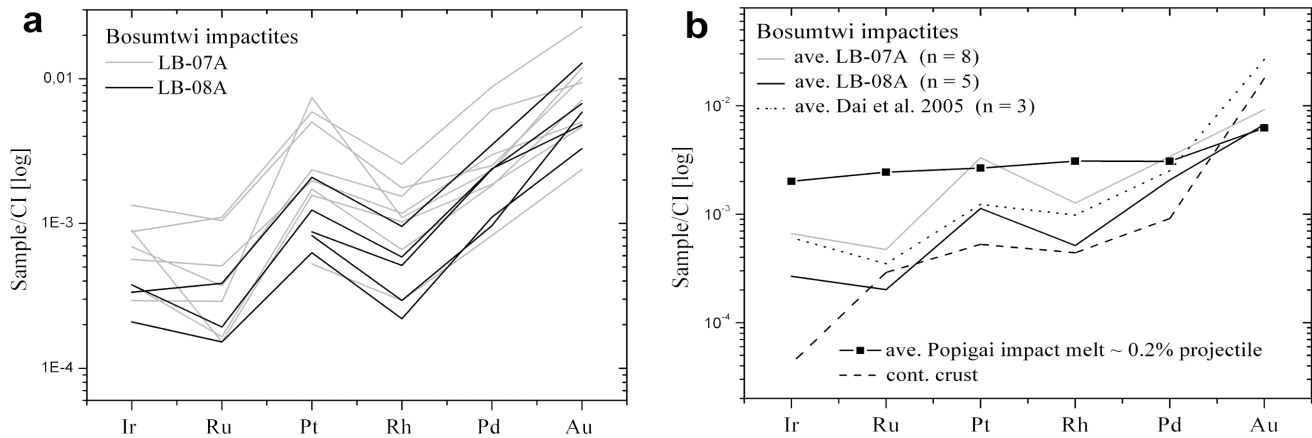 a
Bosumtwi impactites
LB-07A
LB-08A
0,01
1E-3
1E-4
Sample/CI [log]
Ir Ru Pt Rh Pd Au
b
Bosumtwi impactites
ave. LB-07A (n = 8)
ave. LB-08A (n = 5)
ave. Dai et al. 2005 (n = 3)
10-2
10-3
10-4
Sample/CI [log]
ave. Popigai impact melt ~ 0.2% projectile
cont. crust
Ir Ru Pt Rh Pd Au